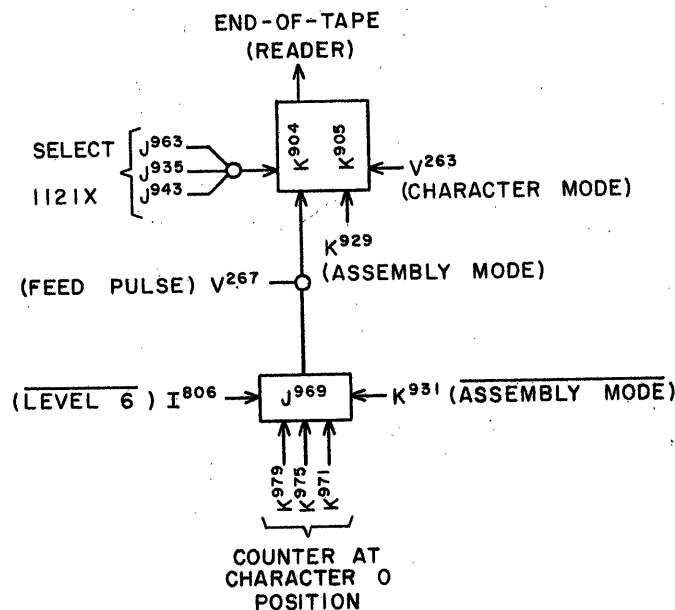 END-OF-TAPE
(READER)
K904 K905
SELECT
1121X
J963
J935
J943
V263
(CHARACTER MODE)
K929
(ASSEMBLY MODE)
(FEED PULSE) V267
(LEVEL 6) I806
J969
K931 (ASSEMBLY MODE)
K979
K975
K971
COUNTER AT
CHARACTER 0
POSITION